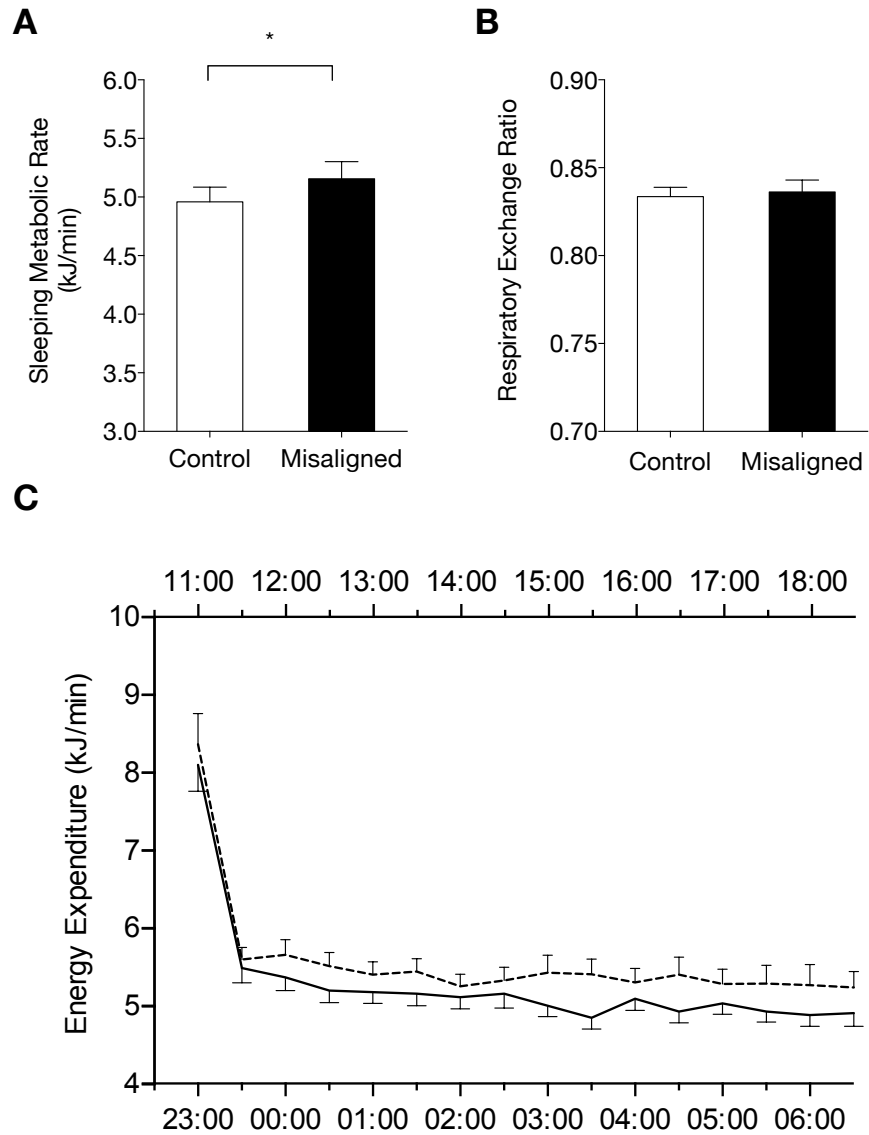 A
*
Sleeping Metabolic Rate
(kJ/min)
6.0
5.5
5.0
4.5
4.0
3.5
3.0
Control Misaligned
B
Respiratory Exchange Ratio
0.90
0.85
0.80
0.75
0.70
Control Misaligned
C
11:00 12:00 13:00 14:00 15:00 16:00 17:00 18:00
Energy Expenditure (kJ/min)
10
9
8
7
6
5
4
23:00 00:00 01:00 02:00 03:00 04:00 05:00 06:00